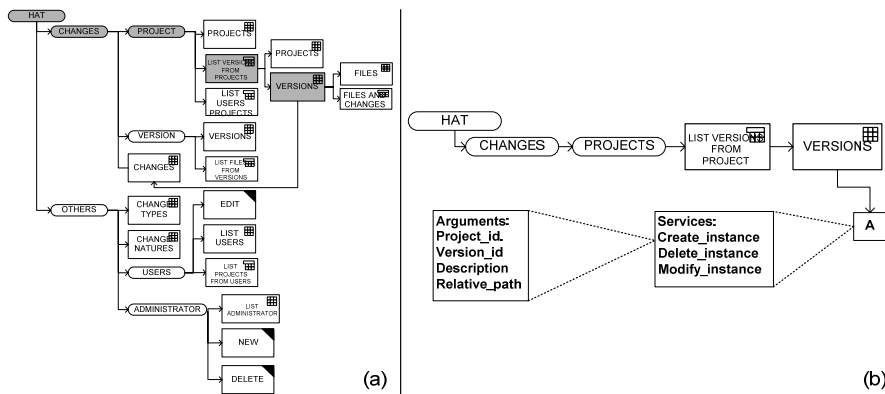 HAT
CHANGES
PROJECT
PROJECTS
LIST VERSIONS
FROM
PROJECTS
LIST
USERS
PROJECTS
PROJECTS
VERSIONS
FILES
FILES AND
CHANGES
VERSION
VERSIONS
CHANGES
LIST FILES
FROM
VERSIONS
OTHERS
CHANGE
TYPES
CHANGE
NATURES
USERS
EDIT
LIST
USERS
LIST
PROJECTS
FROM USERS
ADMINISTRATOR
LIST
ADMINISTRATOR
NEW
DELETE
(a)
HAT
CHANGES
PROJECTS
LIST VERSIONS
FROM
PROJECT
VERSIONS
A
Arguments:
Project_id.
Version_id
Description
Relative_path
Services:
Create_instance
Delete_instance
Modify_instance
(b)